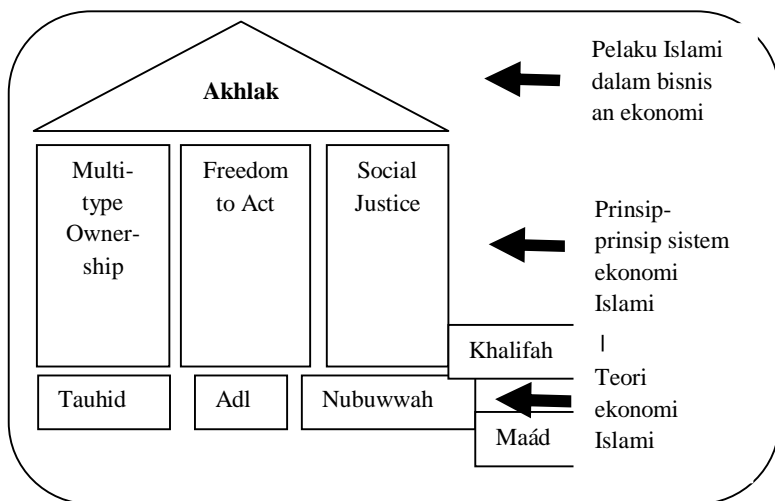 Akhlak
Pelaku Islami
dalam bisnis
an ekonomi
Multi-
type
Owner-
ship
Freedom
to Act
Social
Justice
Prinsip-
prinsip sistem
ekonomi
Islami
Khalifah
Tauhid
Adl
Nubuwwah
Maád
Teori
ekonomi
Islami